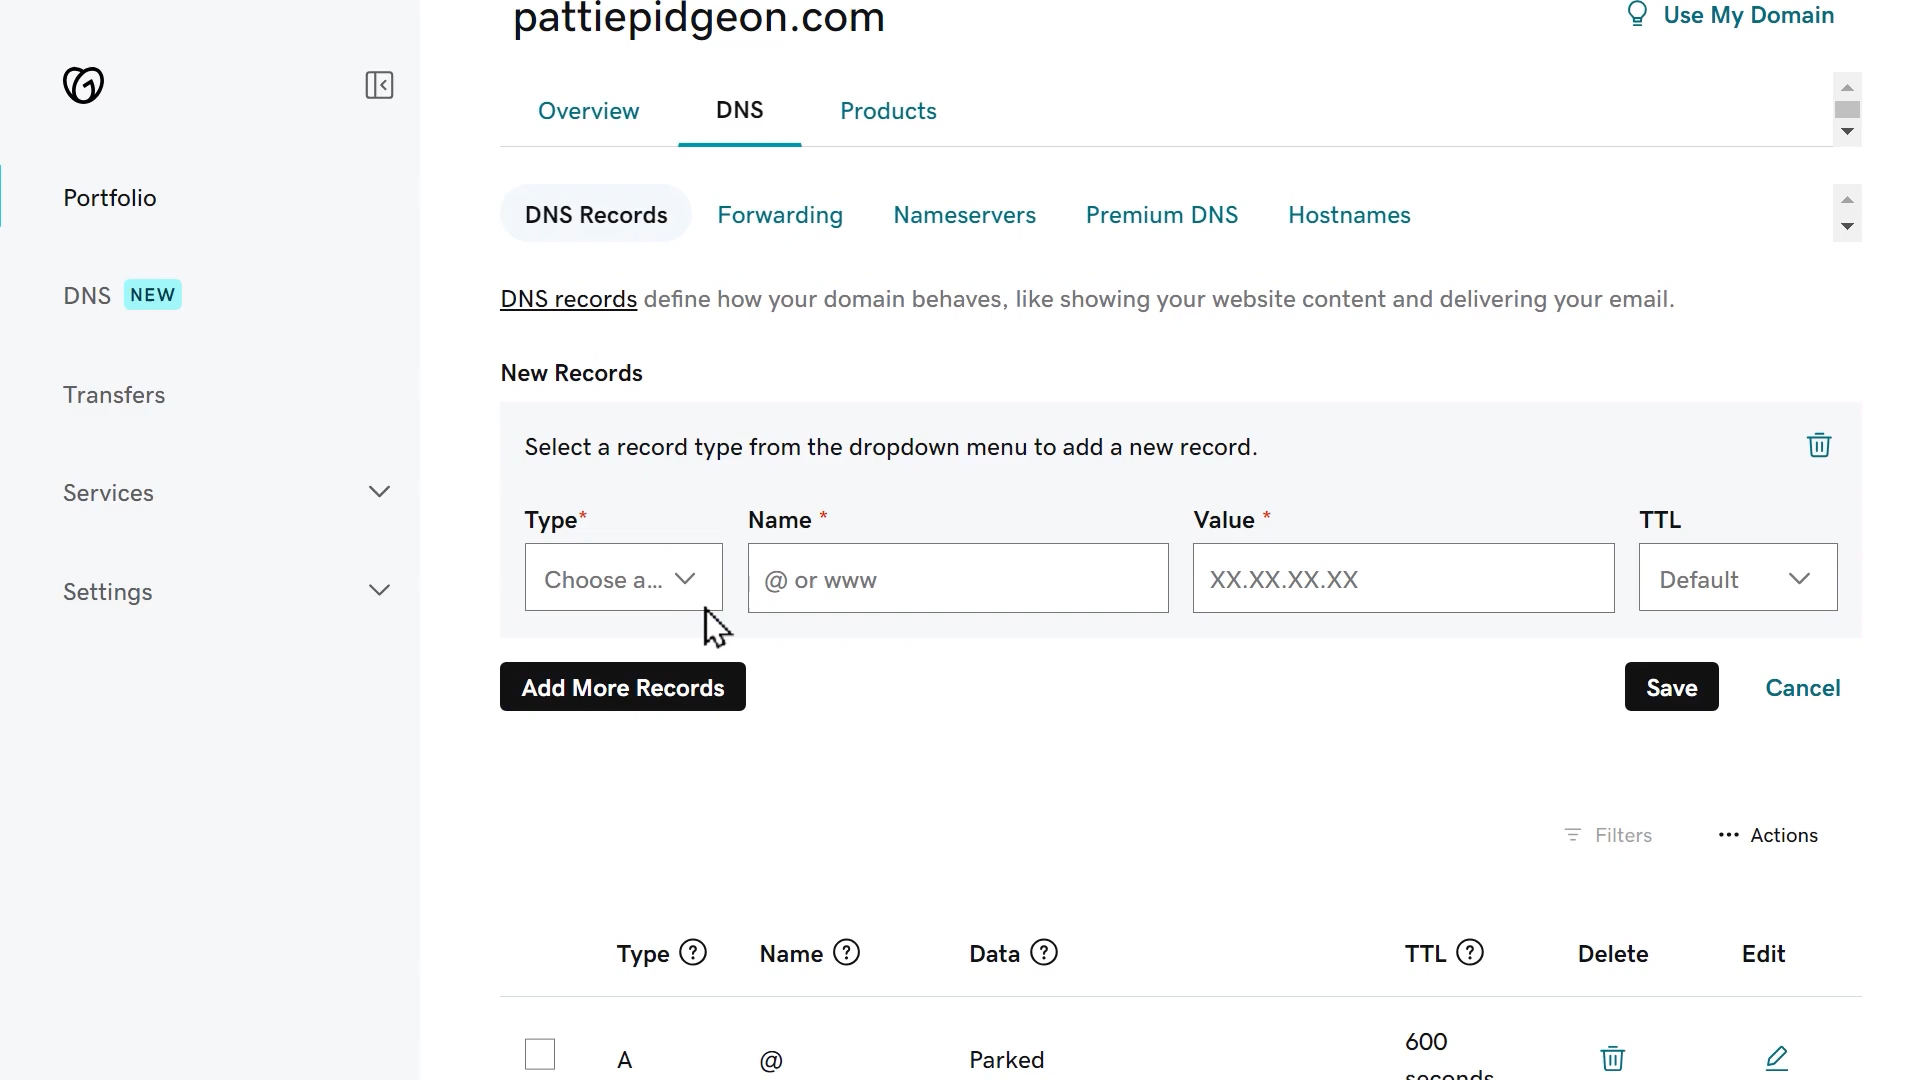 pattiepidgeon.com
Use My Domain
Overview
DNS
Products
Portfolio
DNS Records
Forwarding
Nameservers
Premium DNS
Hostnames
DNS NEW
DNS records define how your domain behaves, like showing your website content and delivering your email.
New Records
Transfers
Select a record type from the dropdown menu to add a new record.
Services
Type*
Name *
Value *
TTL
Choose a...
@ or www
XX.XX.XX.XX
Default
Settings
Add More Records
Save
Cancel
Filters
Actions
Type
Name
Data
TTL
Delete
Edit
A
@
Parked
600
seconds